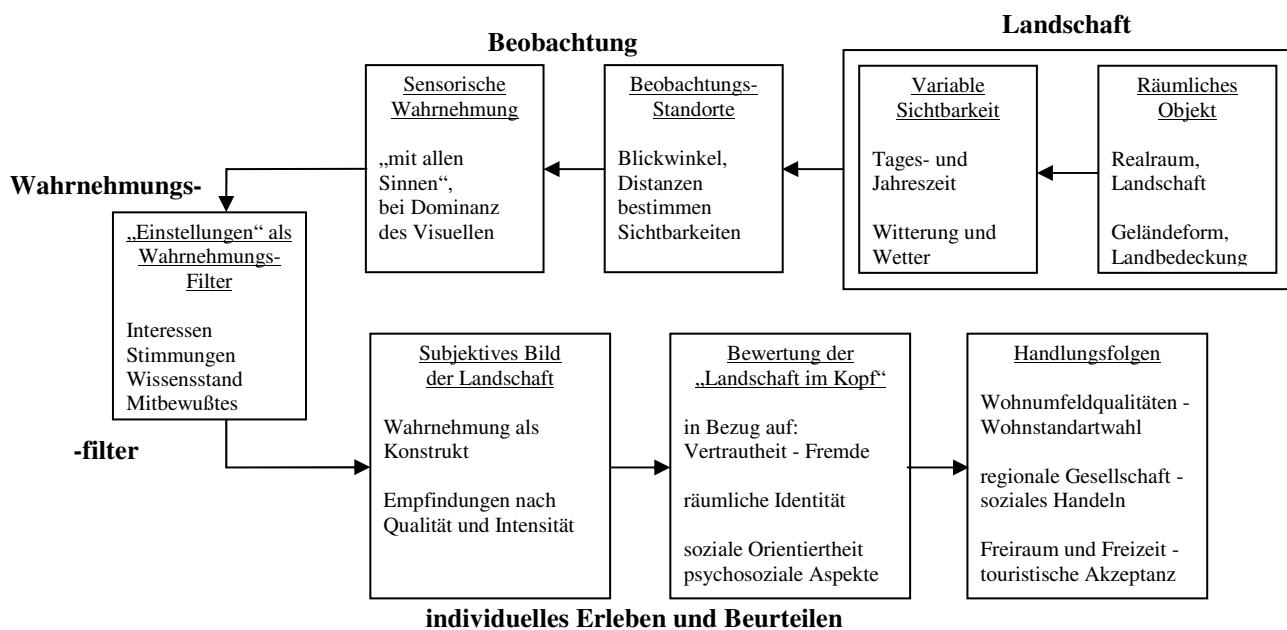 Landschaft
Beobachtung
Räumliches
Objekt
Realraum,
Landschaft
Geländeform,
Landbedeckung
Variable
Sichtbarkeit
Tages- und
Jahreszeit
Witterung und
Wetter
Beobachtungs-
Standorte
Blickwinkel,
Distanzen
bestimmen
Sichtbarkeiten
Sensorische
Wahrnehmung
„mit allen
Sinnen“,
bei Dominanz
des Visuellen
Wahrnehmungs-
„Einstellungen“ als
Wahrnehmungs-
Filter
Interessen
Stimmungen
Wissensstand
Mitbewußtes
-filter
Subjektives Bild
der Landschaft
Wahrnehmung als
Konstrukt
Empfindungen nach
Qualität und Intensität
Bewertung der
„Landschaft im Kopf“
in Bezug auf:
Vertrautheit - Fremde
räumliche Identität
soziale Orientiertheit
psychosoziale Aspekte
Handlungsfolgen
Wohnumfeldqualitäten -
Wohnstandartwahl
regionale Gesellschaft -
soziales Handeln
Freiraum und Freizeit -
touristische Akzeptanz
individuelles Erleben und Beurteilen